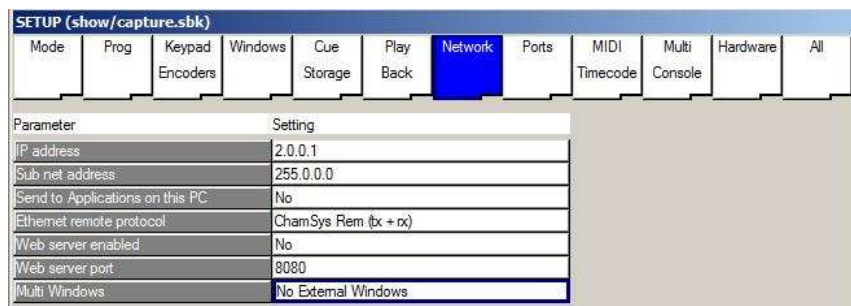 SETUP (show/capture.sbk)
Mode Prog Keypad Encoders Windows Cue Storage Play Back Network Ports MIDI Timecode Multi Console Hardware All
Parameter Setting
IP address 2.0.0.1
Sub net address 255.0.0.0
Send to Applications on this PC No
Ethernet remote protocol ChamSys Rem (tx + rx)
Web server enabled No
Web server port 8080
Multi Windows No External Windows